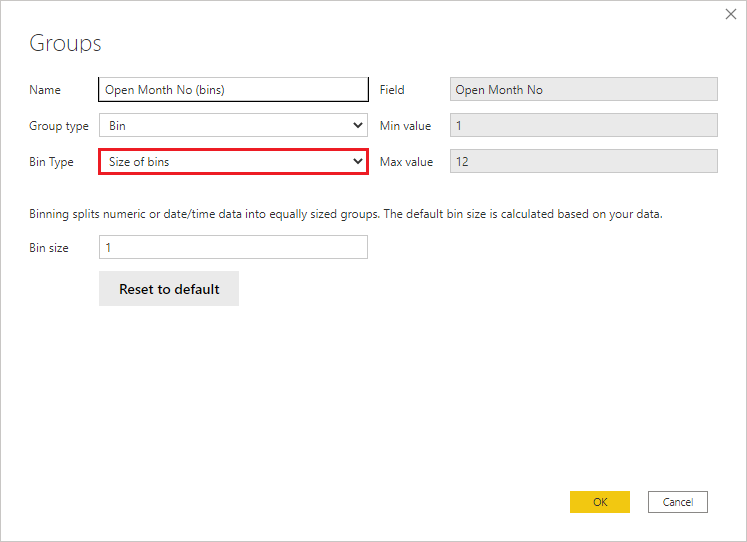 Groups
Name Open Month No (bins) Field Open Month No
Group type Bin Min value 1
Bin Type Size of bins Max value 12
Binning splits numeric or date/time data into equally sized groups. The default bin size is calculated based on your data.
Bin size 1
Reset to default
OK Cancel